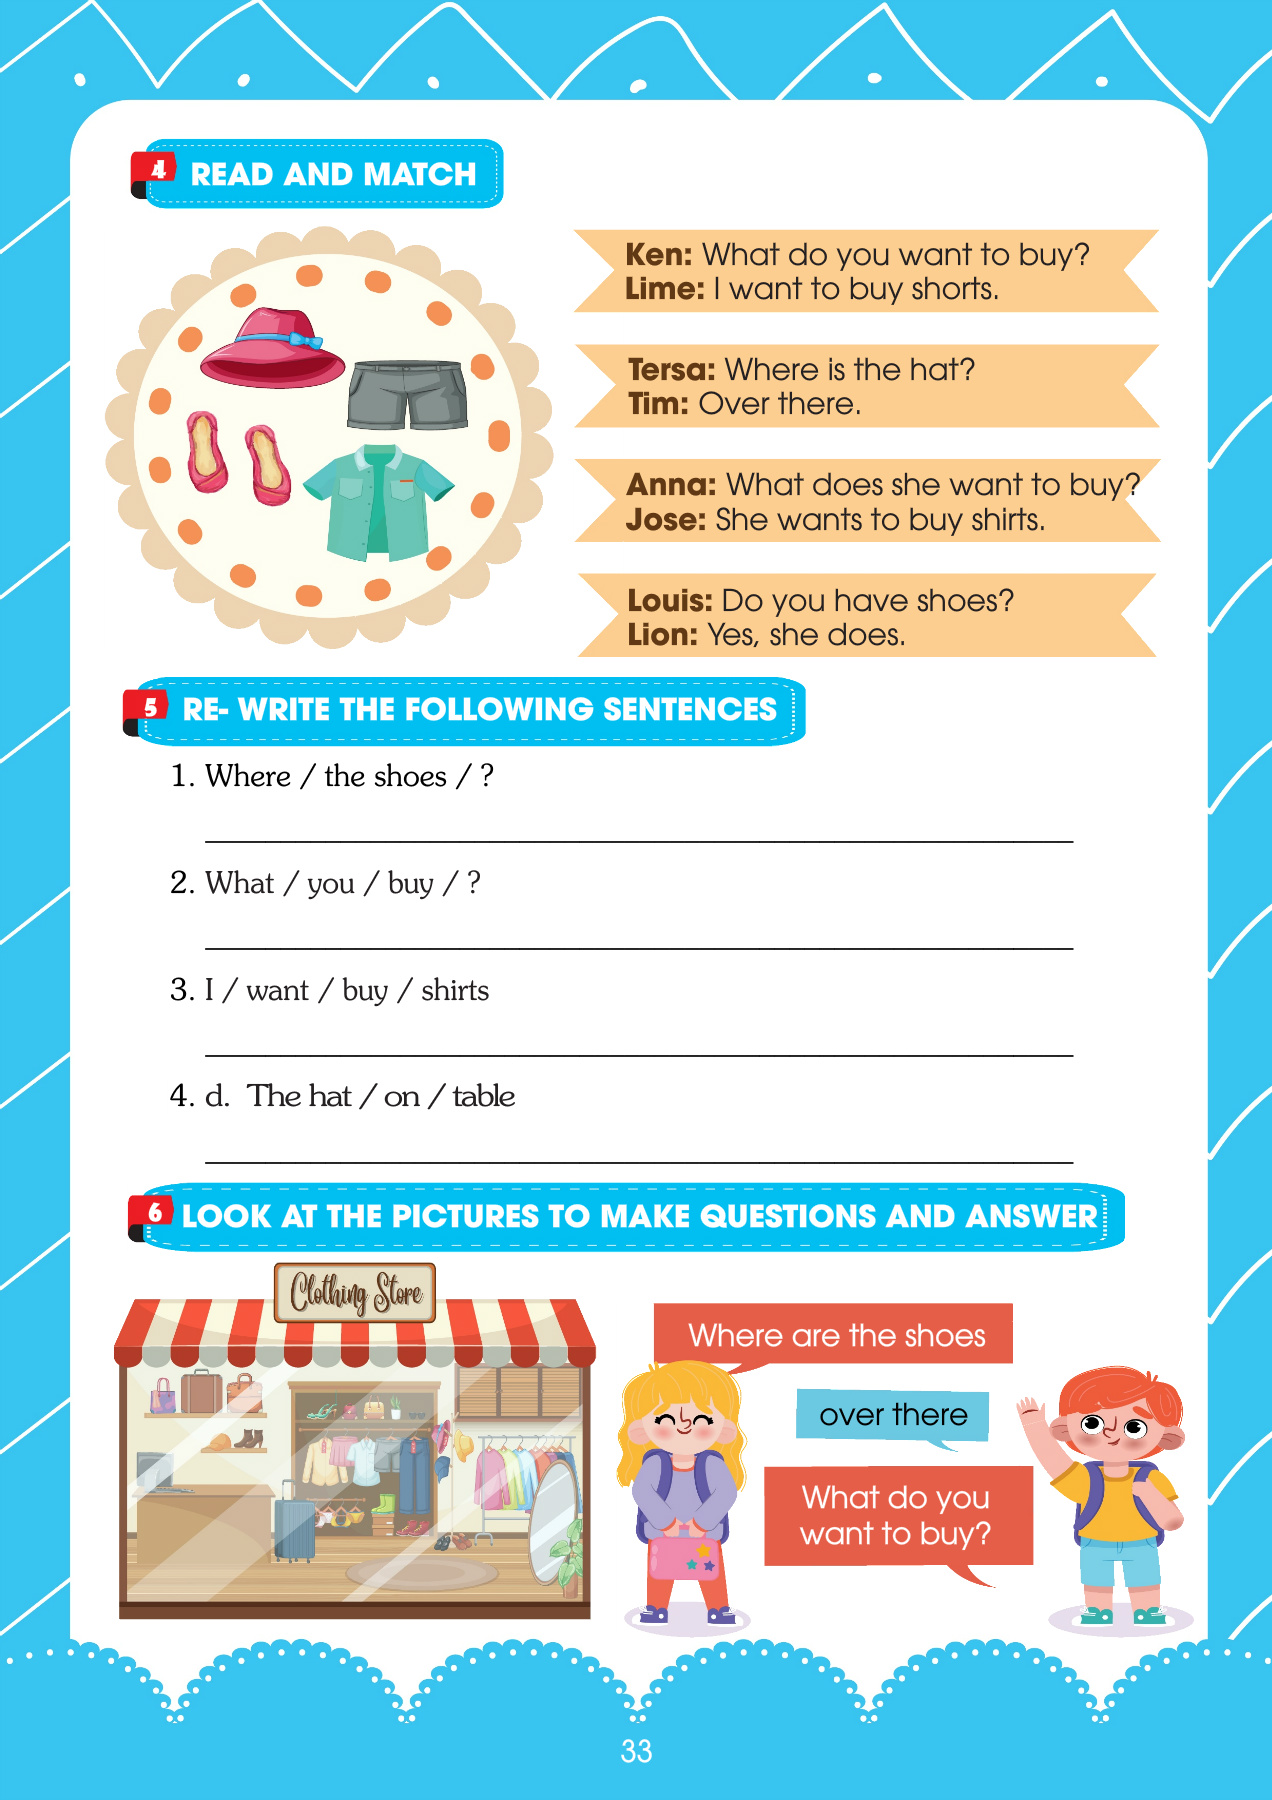 4 READ AND MATCH
Ken: What do you want to buy?
Lime: I want to buy shorts.
Tersa: Where is the hat?
Tim: Over there.
Anna: What does she want to buy?
Jose: She wants to buy shirts.
Louis: Do you have shoes?
Lion: Yes, she does.
5 RE- WRITE THE FOLLOWING SENTENCES
1. Where / the shoes / ?
2. What / you / buy / ?
3. I / want / buy / shirts
4. d. The hat / on / table
6 LOOK AT THE PICTURES TO MAKE QUESTIONS AND ANSWER
Clothing Store
Where are the shoes
over there
What do you
want to buy?
33